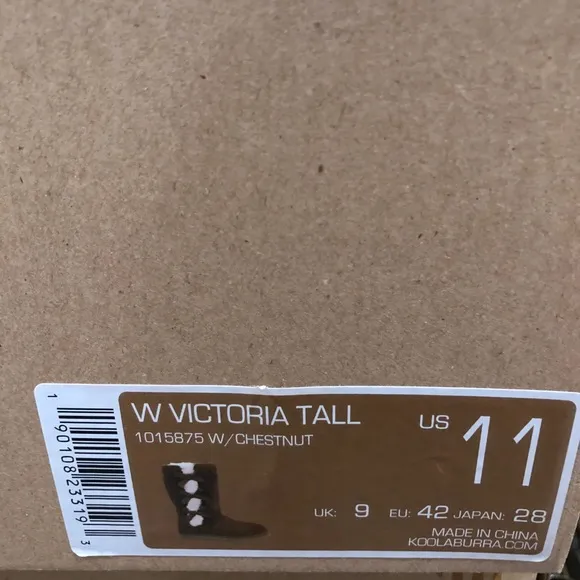 W VICTORIA TALL
1015875 W/CHESTNUT
US 11
UK: 9 EU: 42 JAPAN: 28
MADE IN CHINA
KOOLABURRA.COM
1 90108 23319 3